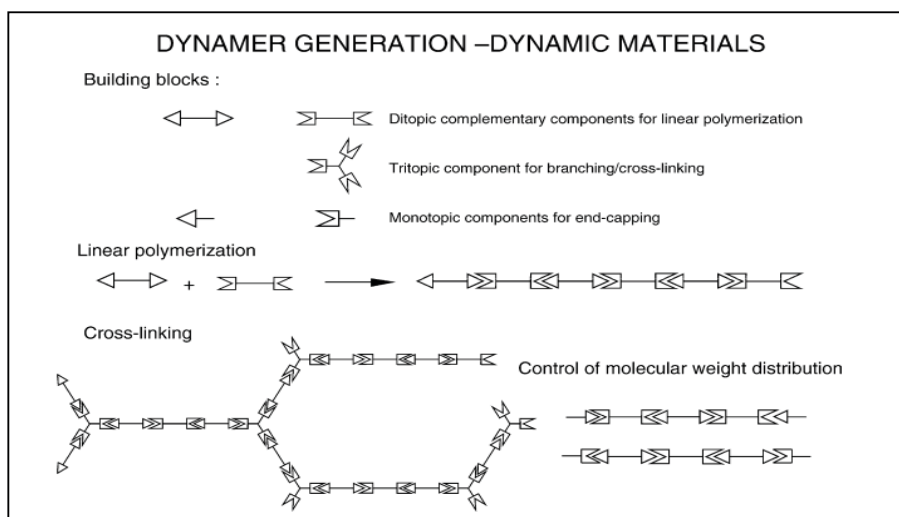 DYNAMER GENERATION –DYNAMIC MATERIALS
Building blocks :
Ditopic complementary components for linear polymerization
Tritopic component for branching/cross-linking
Monotopic components for end-capping
Linear polymerization
+
Cross-linking
Control of molecular weight distribution